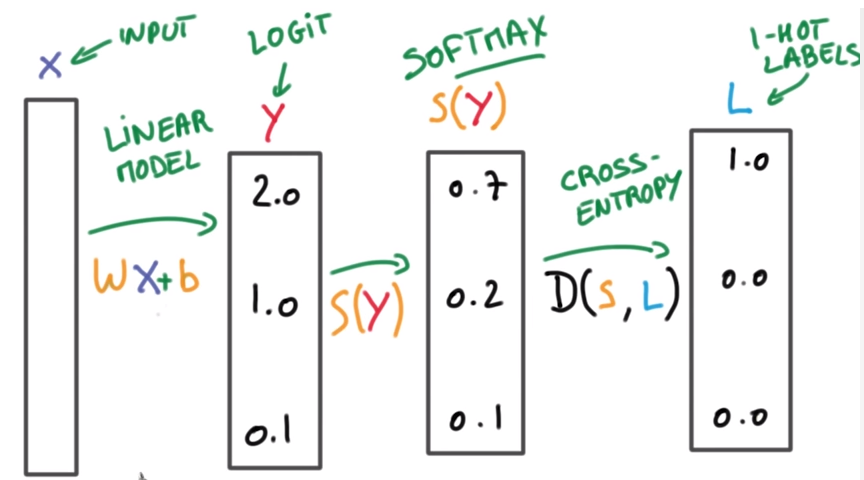 X
INPUT
LINEAR
MODEL
WX+b
LOGIT
Y
2.0
1.0
0.1
S(Y)
SOFTMAX
S(Y)
0.7
0.2
0.1
CROSS-
ENTROPY
D(S,L)
1-HOT
LABELS
L
1.0
0.0
0.0